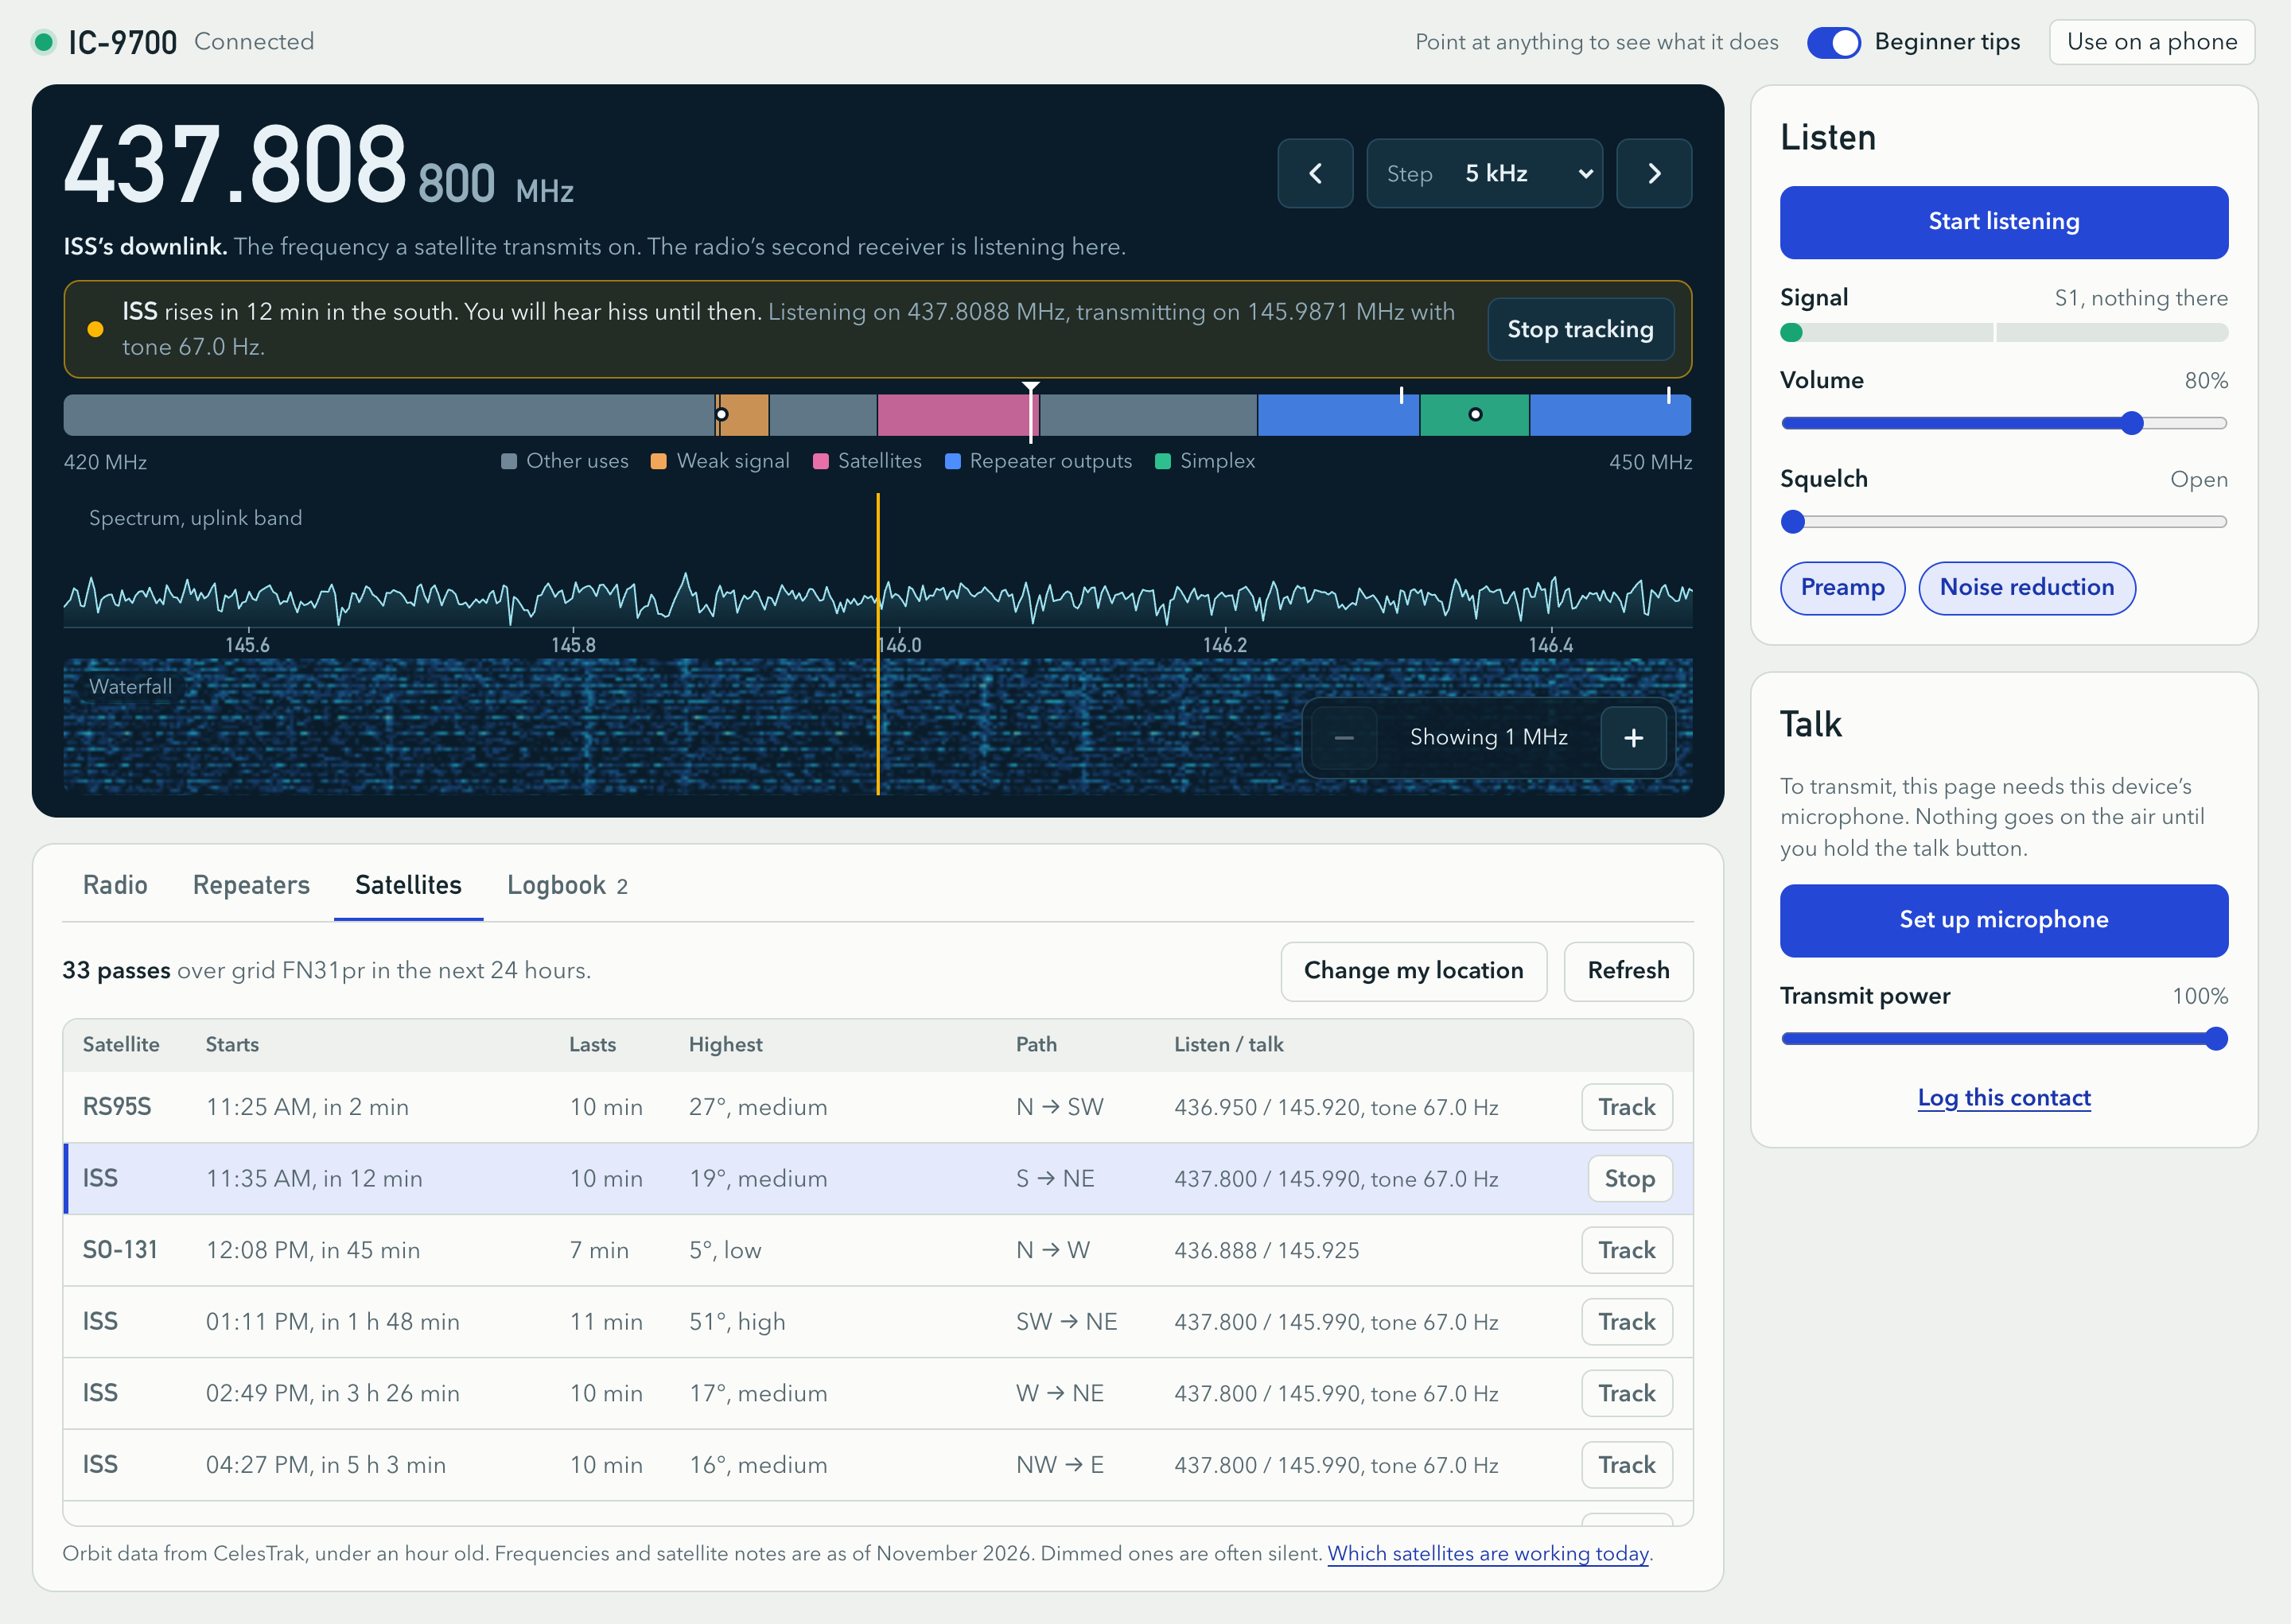 IC-9700 Connected
Point at anything to see what it does
Beginner tips
Use on a phone
437.808 800 MHz
Step 5 kHz
ISS’s downlink. The frequency a satellite transmits on. The radio’s second receiver is listening here.
ISS rises in 12 min in the south. You will hear hiss until then. Listening on 437.8088 MHz, transmitting on 145.9871 MHz with
tone 67.0 Hz.
Stop tracking
420 MHz
Other uses
Weak signal
Satellites
Repeater outputs
Simplex
450 MHz
Spectrum, uplink band
145.6 145.8 146.0 146.2 146.4
Waterfall
− Showing 1 MHz +
Listen
Start listening
Signal S1, nothing there
Volume 80%
Squelch Open
Preamp Noise reduction
Talk
To transmit, this page needs this device’s
microphone. Nothing goes on the air until
you hold the talk button.
Set up microphone
Transmit power 100%
Log this contact
Radio Repeaters Satellites Logbook 2
33 passes over grid FN31pr in the next 24 hours.
Change my location Refresh
Satellite Starts Lasts Highest Path Listen / talk
RS95S 11:25 AM, in 2 min 10 min 27°, medium N → SW 436.950 / 145.920, tone 67.0 Hz Track
ISS 11:35 AM, in 12 min 10 min 19°, medium S → NE 437.800 / 145.990, tone 67.0 Hz Stop
SO-131 12:08 PM, in 45 min 7 min 5°, low N → W 436.888 / 145.925 Track
ISS 01:11 PM, in 1 h 48 min 11 min 51°, high SW → NE 437.800 / 145.990, tone 67.0 Hz Track
ISS 02:49 PM, in 3 h 26 min 10 min 17°, medium W → NE 437.800 / 145.990, tone 67.0 Hz Track
ISS 04:27 PM, in 5 h 3 min 10 min 16°, medium NW → E 437.800 / 145.990, tone 67.0 Hz Track
Orbit data from CelesTrak, under an hour old. Frequencies and satellite notes are as of November 2026. Dimmed ones are often silent. Which satellites are working today.